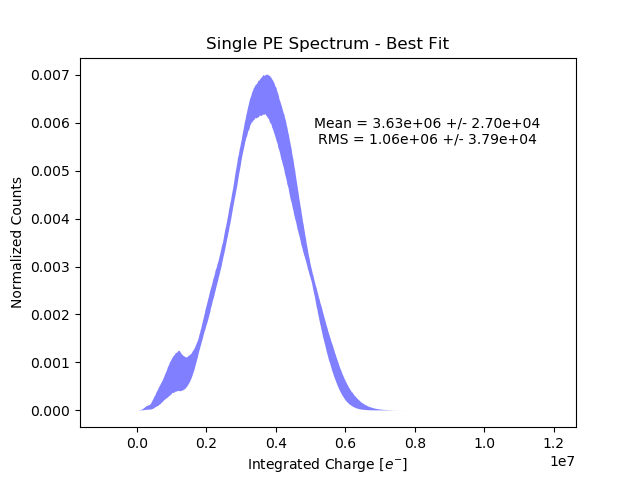 Single PE Spectrum - Best Fit
0.007
0.006
0.005
0.004
0.003
0.002
0.001
0.000
Normalized Counts
Mean = 3.63e+06 +/- 2.70e+04
RMS = 1.06e+06 +/- 3.79e+04
0.0 0.2 0.4 0.6 0.8 1.0 1.2
1e7
Integrated Charge [e⁻]